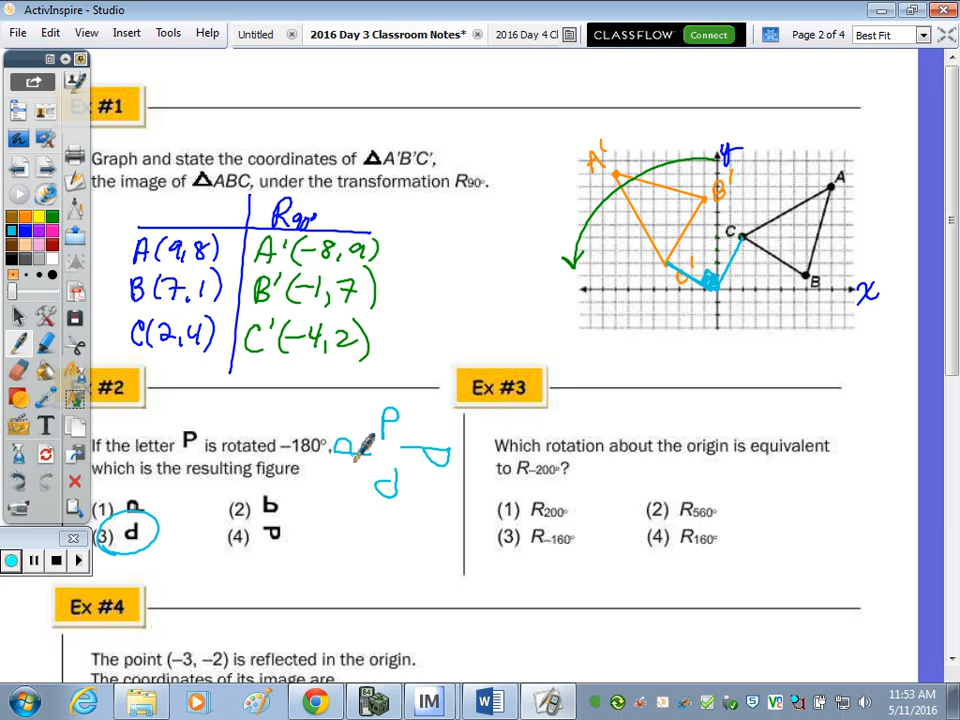 ActivInspire - Studio
File Edit View Insert Tools Help Untitled 2016 Day 3 Classroom Notes* 2016 Day 4 Cl CLASSFLOW Connect Page 2 of 4 Best Fit
Ex #1
Graph and state the coordinates of ΔA'B'C',
the image of ΔABC, under the transformation R90°.
R90°
A(9,8) A'(-8,9)
B(7,1) B'(-1,7)
C(2,4) C'(-4,2)
A' y
B' A
C
C' B x
#2
If the letter P is rotated –180°,
which is the resulting figure
(1) (2) b
(3) d (4)
P
d
Ex #3
Which rotation about the origin is equivalent
to R–200°?
(1) R200° (2) R560°
(3) R–160° (4) R160°
Ex #4
The point (–3, –2) is reflected in the origin.
The coordinates of its image are
11:53 AM
5/11/2016